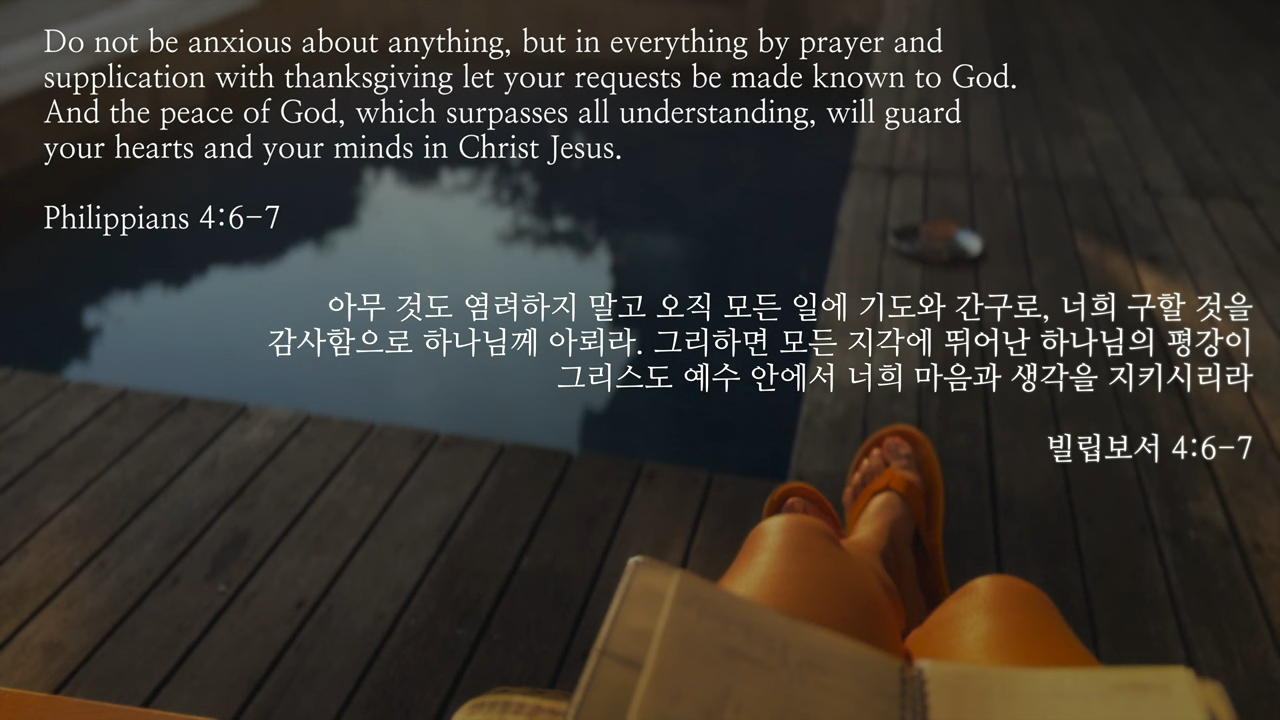 Do not be anxious about anything, but in everything by prayer and
supplication with thanksgiving let your requests be made known to God.
And the peace of God, which surpasses all understanding, will guard
your hearts and your minds in Christ Jesus.
Philippians 4:6-7
아무 것도 염려하지 말고 오직 모든 일에 기도와 간구로, 너희 구할 것을
감사함으로 하나님께 아뢰라. 그리하면 모든 지각에 뛰어난 하나님의 평강이
그리스도 예수 안에서 너희 마음과 생각을 지키시리라
빌립보서 4:6-7